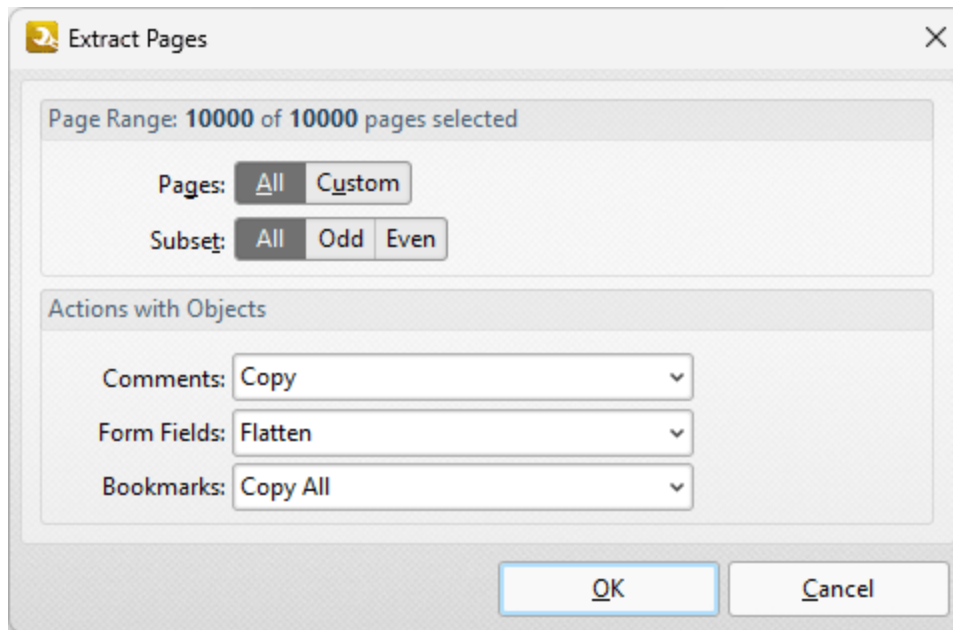 Extract Pages
Page Range: 10000 of 10000 pages selected
Pages: All Custom
Subset: All Odd Even
Actions with Objects
Comments: Copy
Form Fields: Flatten
Bookmarks: Copy All
OK Cancel